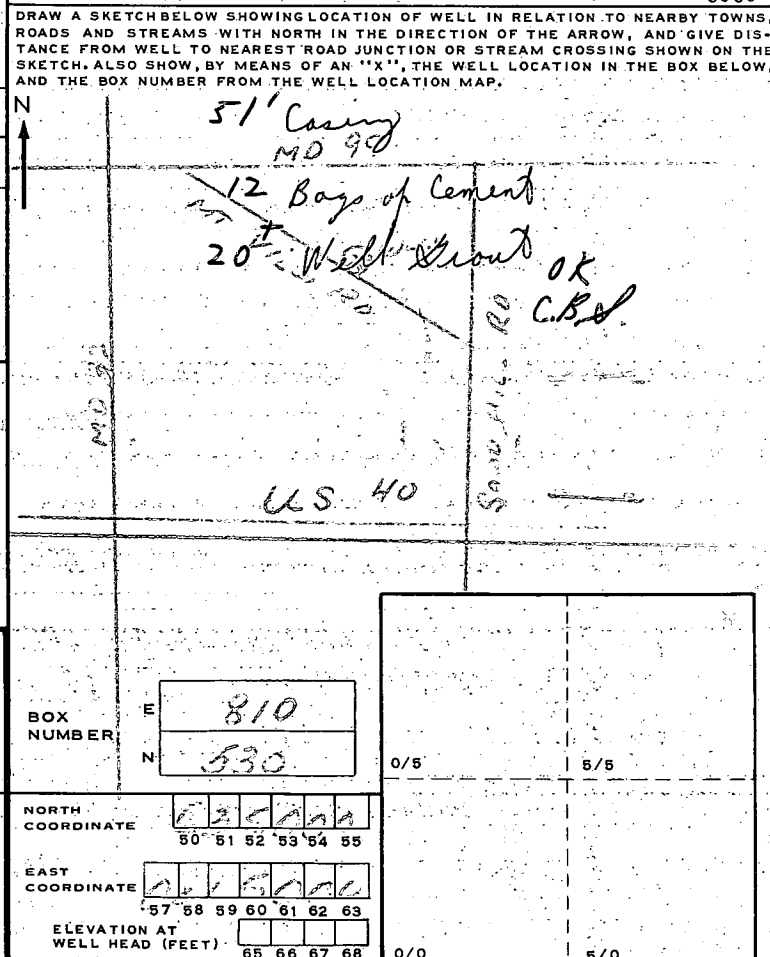 DRAW A SKETCH BELOW SHOWING LOCATION OF WELL IN RELATION TO NEARBY TOWNS,
ROADS AND STREAMS WITH NORTH IN THE DIRECTION OF THE ARROW, AND GIVE DIS-
TANCE FROM WELL TO NEAREST ROAD JUNCTION OR STREAM CROSSING SHOWN ON THE
SKETCH. ALSO SHOW, BY MEANS OF AN "X", THE WELL LOCATION IN THE BOX BELOW,
AND THE BOX NUMBER FROM THE WELL LOCATION MAP.
N
51' Casing
MD 99
12 Bags of Cement
20+ Well Grout
OK
C.B.S
RD
RD
MD
US 40
BOX
NUMBER
E 810
N 530
0/5 5/5
NORTH
COORDINATE
50 51 52 53 54 55
EAST
COORDINATE
57 58 59 60 61 62 63
ELEVATION AT
WELL HEAD (FEET)
65 66 67 68
0/0 5/0